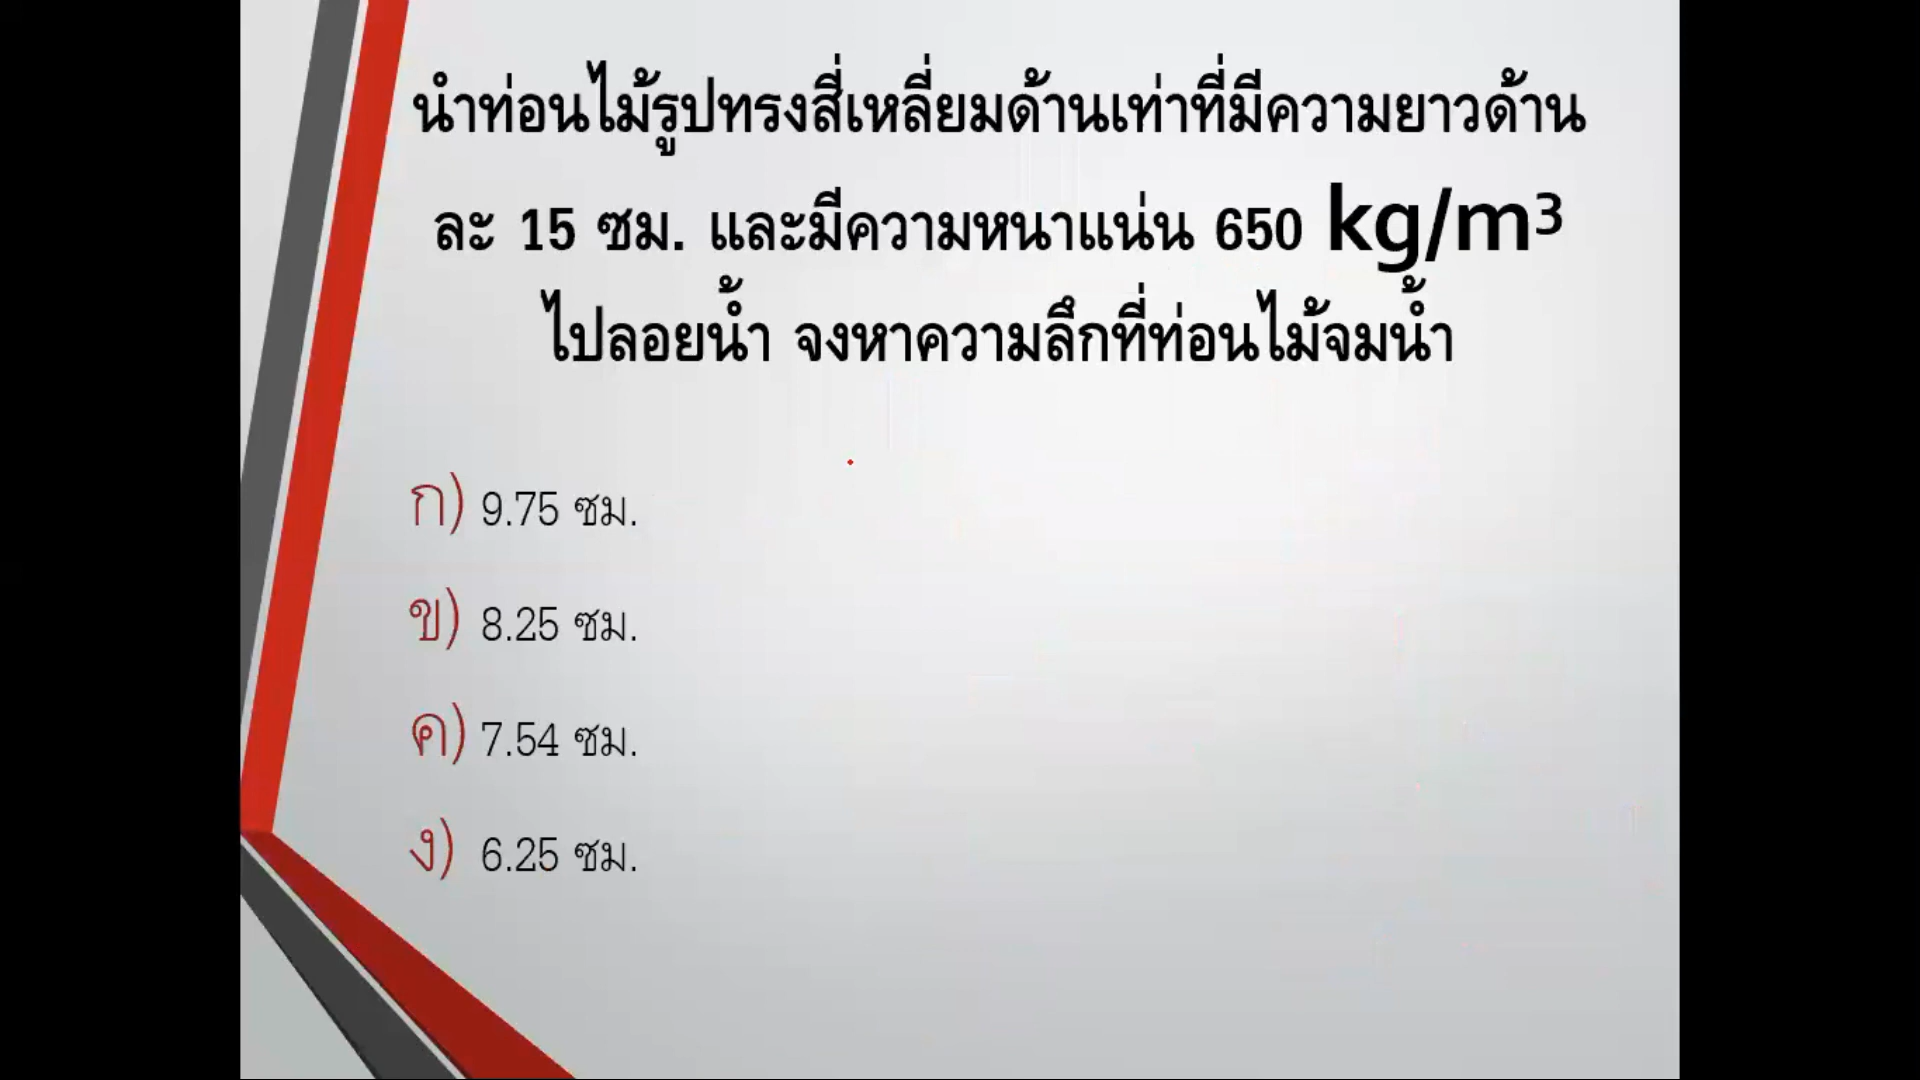 นำท่อนไม้รูปทรงสี่เหลี่ยมด้านเท่าที่มีความยาวด้าน
ละ 15 ซม. และมีความหนาแน่น 650 kg/m³
ไปลอยน้ำ จงหาความลึกที่ท่อนไม้จมน้ำ
ก) 9.75 ซม.
ข) 8.25 ซม.
ค) 7.54 ซม.
ง) 6.25 ซม.